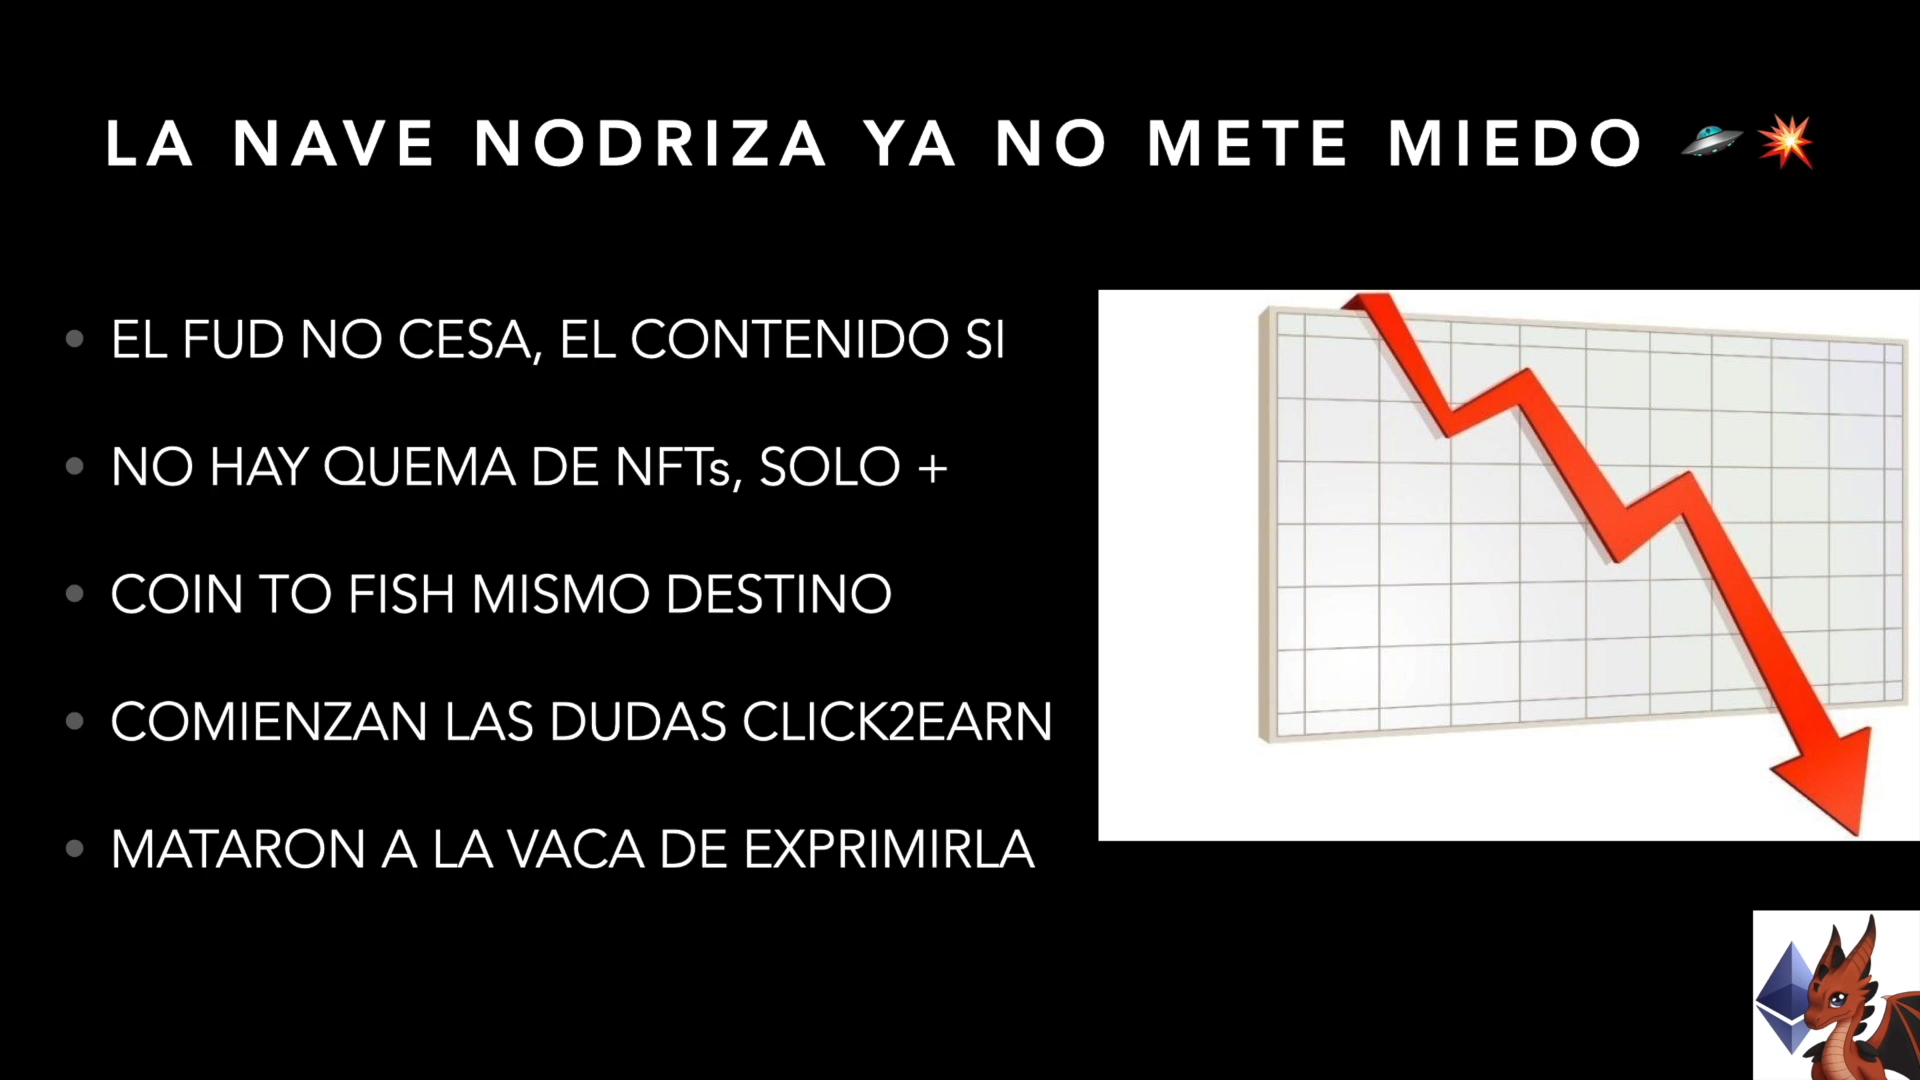 LA NAVE NODRIZA YA NO METE MIEDO 🛸💥
EL FUD NO CESA, EL CONTENIDO SI
NO HAY QUEMA DE NFTs, SOLO +
COIN TO FISH MISMO DESTINO
COMIENZAN LAS DUDAS CLICK2EARN
MATARON A LA VACA DE EXPRIMIRLA